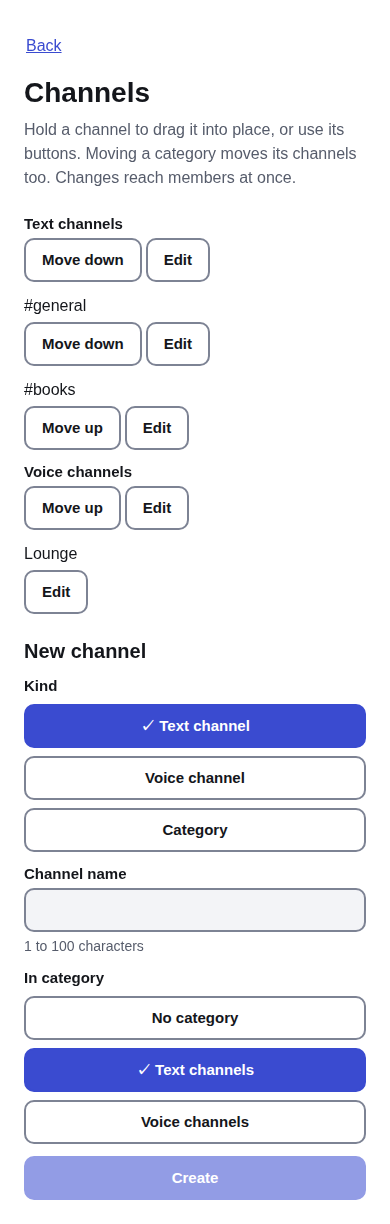 Back
Channels
Hold a channel to drag it into place, or use its
buttons. Moving a category moves its channels
too. Changes reach members at once.
Text channels
Move down Edit
#general
Move down Edit
#books
Move up Edit
Voice channels
Move up Edit
Lounge
Edit
New channel
Kind
✓ Text channel
Voice channel
Category
Channel name
1 to 100 characters
In category
No category
✓ Text channels
Voice channels
Create